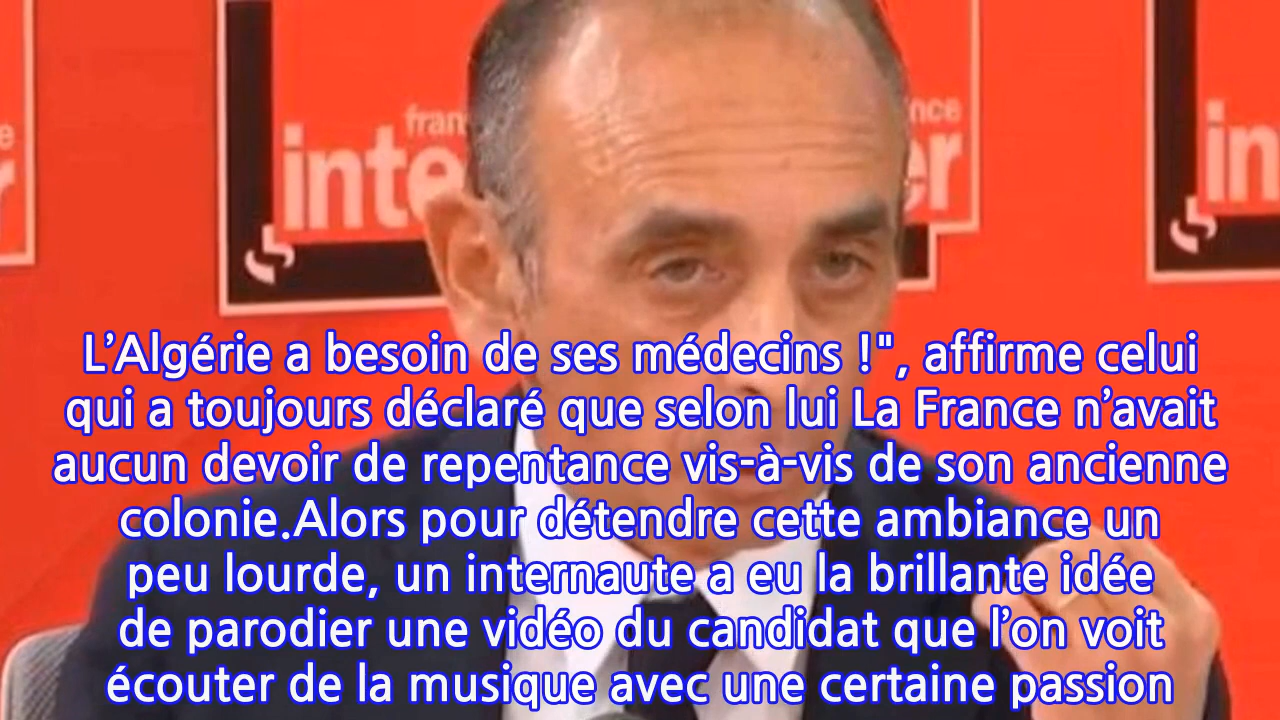 france
inter
L’Algérie a besoin de ses médecins !", affirme celui
qui a toujours déclaré que selon lui La France n’avait
aucun devoir de repentance vis-à-vis de son ancienne
colonie.Alors pour détendre cette ambiance un
peu lourde, un internaute a eu la brillante idée
de parodier une vidéo du candidat que l’on voit
écouter de la musique avec une certaine passion